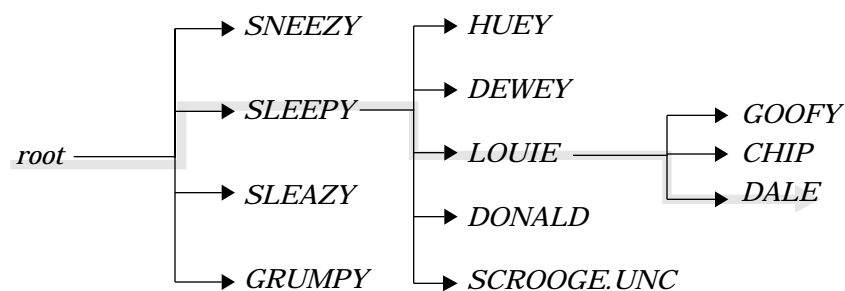 root
SNEEZY
SLEEPY
SLEAZY
GRUMPY
HUEY
DEWEY
LOUIE
DONALD
SCROOGE.UNC
GOOFY
CHIP
DALE